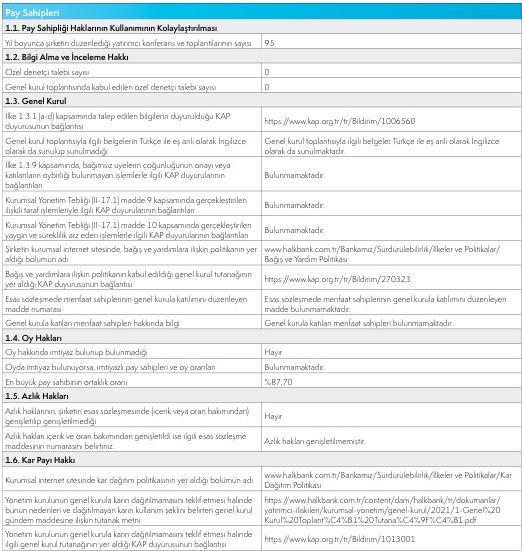 Pay Sahipleri
1.1. Pay Sahipliği Haklarının Kullanımının Kolaylaştırılması
Yıl boyunca şirketin düzenlediği yatırımcı konferans ve toplantılarının sayısı 95
1.2. Bilgi Alma ve İnceleme Hakkı
Özel denetçi talebi sayısı 0
Genel kurul toplantısında kabul edilen özel denetçi talebi sayısı 0
1.3. Genel Kurul
İlke 1.3.1 (a-d) kapsamında talep edilen bilgilerin duyurulduğu KAP
duyurusunun bağlantısı
https://www.kap.org.tr/tr/Bildirim/1006560
Genel kurul toplantısıyla ilgili belgelerin Türkçe ile eş anlı olarak İngilizce
olarak da sunulup sunulmadığı
Genel kurul toplantısıyla ilgili belgeler Türkçe ile eş anlı olarak İngilizce
olarak da sunulmaktadır.
İlke 1.3.9 kapsamında, bağımsız üyelerin çoğunluğunun onayı veya
katılanların oybirliği bulunmayan işlemlerle ilgili KAP duyurularının
bağlantıları
Bulunmamaktadır.
Kurumsal Yönetim Tebliği (II-17.1) madde 9 kapsamında gerçekleştirilen
ilişkili taraf işlemleriyle ilgili KAP duyurularının bağlantıları
Bulunmamaktadır.
Kurumsal Yönetim Tebliği (II-17.1) madde 10 kapsamında gerçekleştirilen
yaygın ve süreklilik arz eden işlemlerle ilgili KAP duyurularının bağlantıları
Bulunmamaktadır.
Şirketin kurumsal internet sitesinde, bağış ve yardımlara ilişkin politikanın yer
aldığı bölümün adı
www.halkbank.com.tr/Bankamız/Sürdürülebilirlik/İlkeler ve Politikalar/
Bağış ve Yardım Politikası
Bağış ve yardımlara ilişkin politikanın kabul edildiği genel kurul tutanağının
yer aldığı KAP duyurusunun bağlantısı
https://www.kap.org.tr/tr/Bildirim/270323
Esas sözleşmede menfaat sahiplerinin genel kurula katılımını düzenleyen
madde numarası
Esas sözleşmede menfaat sahiplerinin genel kurula katılımını düzenleyen
madde bulunmamaktadır.
Genel kurula katılan menfaat sahipleri hakkında bilgi
Genel kurula katılan menfaat sahipleri bulunmamaktadır.
1.4. Oy Hakları
Oy hakkında imtiyaz bulunup bulunmadığı Hayır
Oyda imtiyaz bulunuyorsa, imtiyazlı pay sahipleri ve oy oranları Bulunmamaktadır.
En büyük pay sahibinin ortaklık oranı %87,70
1.5. Azlık Hakları
Azlık haklarının, şirketin esas sözleşmesinde (içerik veya oran bakımından)
genişletilip genişletilmediği
Hayır
Azlık hakları içerik ve oran bakımından genişletildi ise ilgili esas sözleşme
maddesinin numarasını belirtiniz.
Azlık hakları genişletilmemiştir.
1.6. Kar Payı Hakkı
Kurumsal internet sitesinde kar dağıtım politikasının yer aldığı bölümün adı
www.halkbank.com.tr/Bankamız/Sürdürülebilirlik/İlkeler ve Politikalar/Kar
Dağıtım Politikası
Yönetim kurulunun genel kurula karın dağıtılmamasını teklif etmesi halinde
bunun nedenleri ve dağıtılmayan karın kullanım şeklini belirten genel kurul
gündem maddesine ilişkin tutanak metni
https://www.halkbank.com.tr/content/dam/halkbank/tr/dokumanlar/
yatirimci-iliskileri/kurumsal-yonetim/genel-kurul/2021/1-Genel%20
Kurul%20Toplant%C4%B1%20Tutana%C4%9F%C4%B1.pdf
Yönetim kurulunun genel kurula karın dağıtılmamasını teklif etmesi halinde
ilgili genel kurul tutanağının yer aldığı KAP duyurusunun bağlantısı
https://www.kap.org.tr/tr/Bildirim/1013001